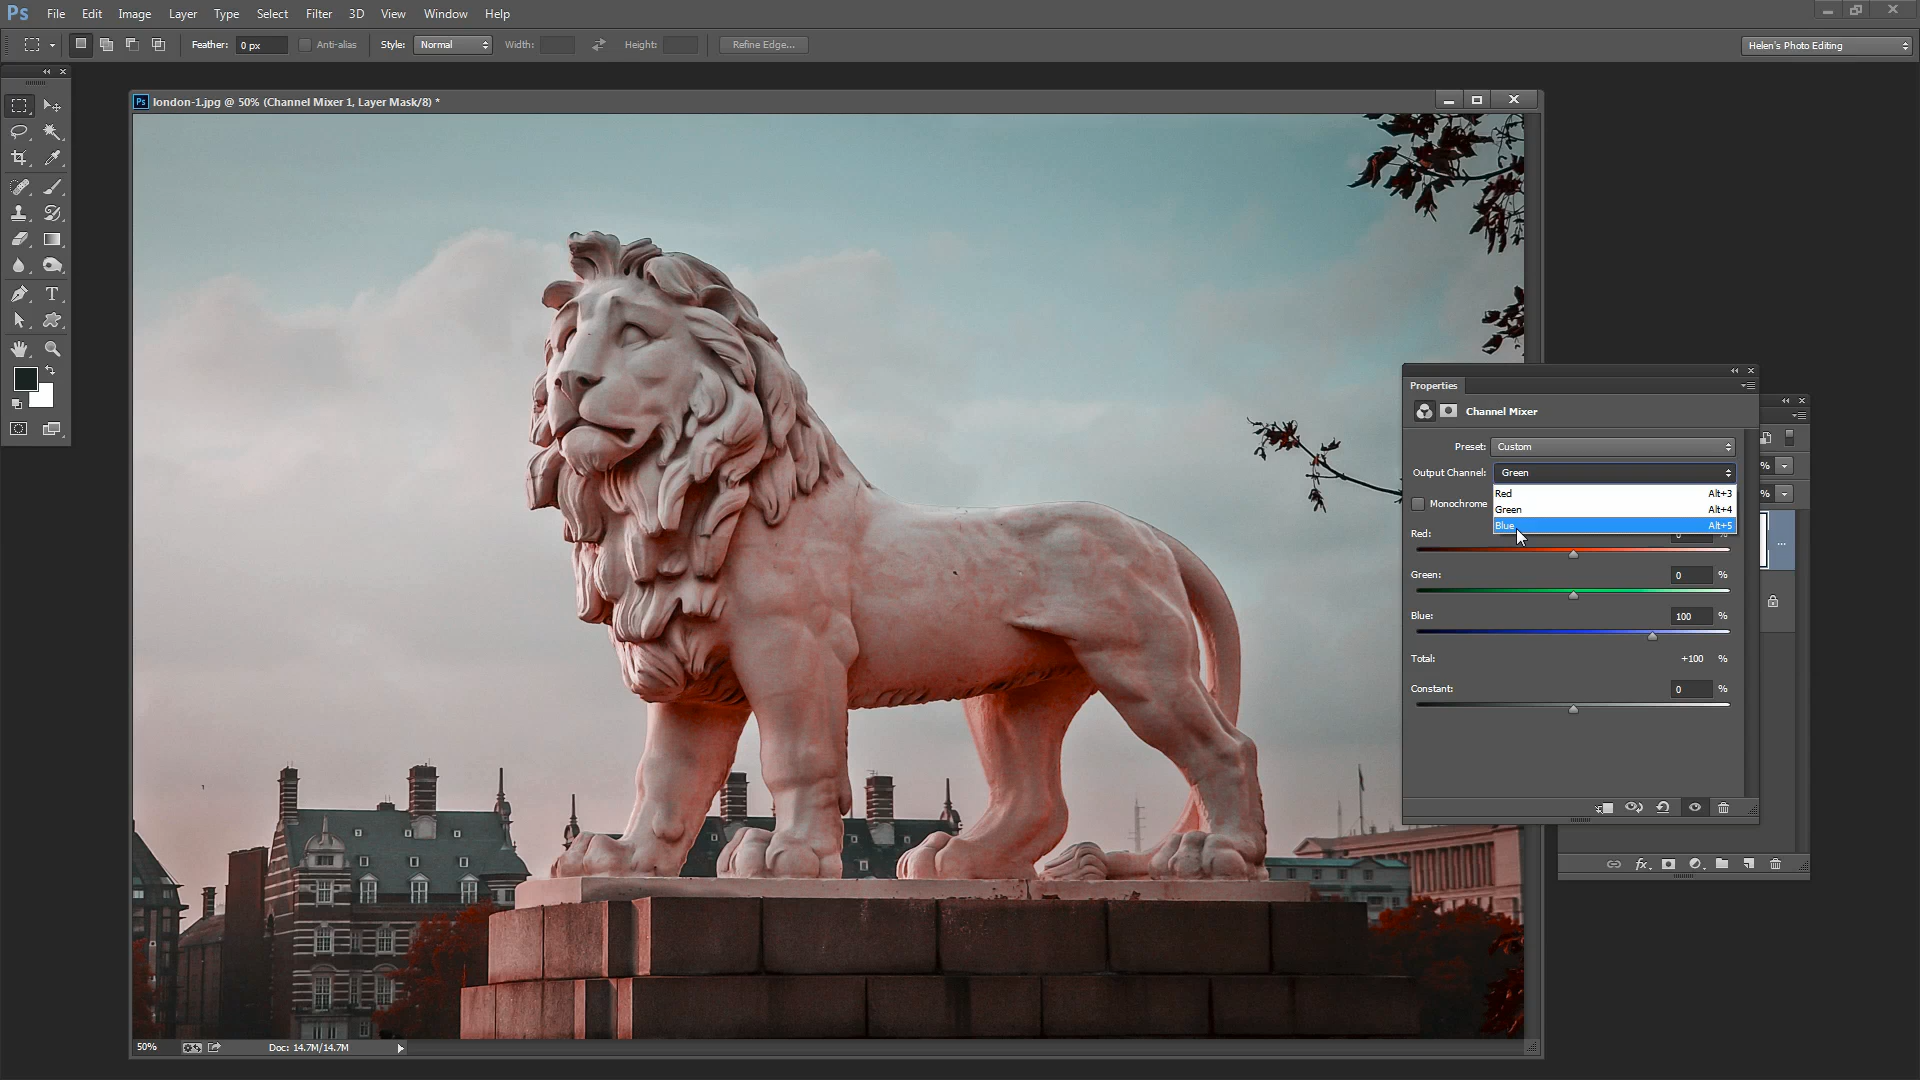 Ps File Edit Image Layer Type Select Filter 3D View Window Help
Feather: 0 px Anti-alias Style: Normal Width: Height: Refine Edge... Helen's Photo Editing
Ps london-1.jpg @ 50% (Channel Mixer 1, Layer Mask/8) *
Properties
Channel Mixer
Preset: Custom
Output Channel: Green
Red Alt+3
Monochrome
Green Alt+4
Blue Alt+5
Red: 0 %
Green: 0 %
Blue: 100 %
Total: +100 %
Constant: 0 %
%
%
...
fx
T
50% Doc: 14.7M/14.7M